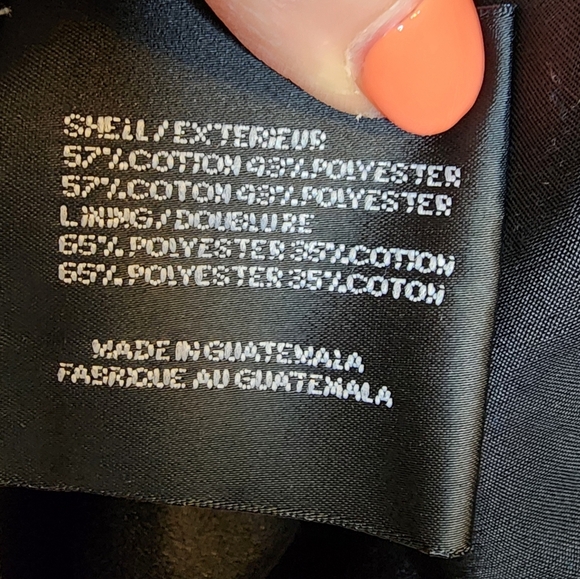 SHELL/EXTERIEUR
57%COTTON 43%POLYESTER
57%COTON 43%POLYESTER
LINING/DOUBLURE
65%POLYESTER 35%COTTON
65%POLYESTER 35%COTON
MADE IN GUATEMALA
FABRIQUE AU GUATEMALA